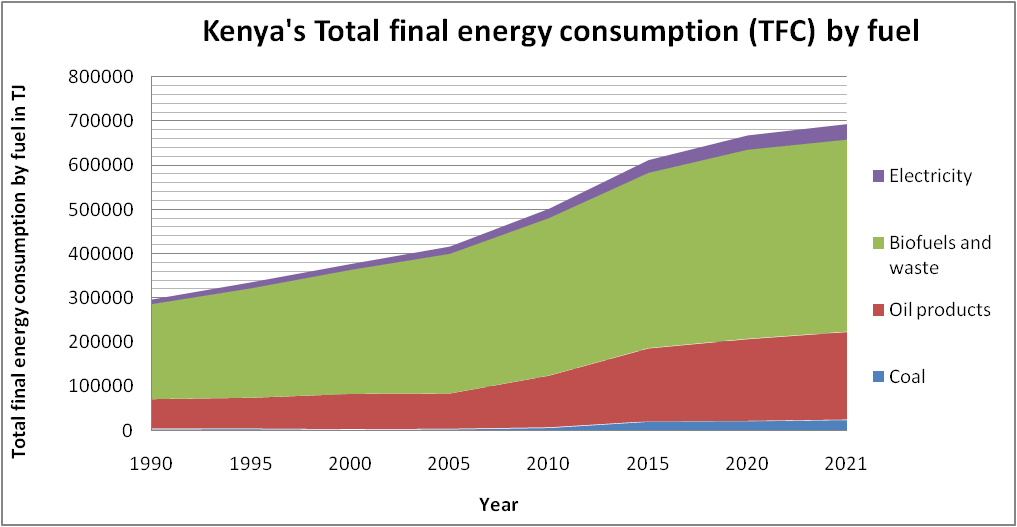 Kenya's Total final energy consumption (TFC) by fuel
Total final energy consumption by fuel in TJ
800000
700000
600000
500000
400000
300000
200000
100000
0
1990 1995 2000 2005 2010 2015 2020 2021
Year
Electricity
Biofuels and
waste
Oil products
Coal